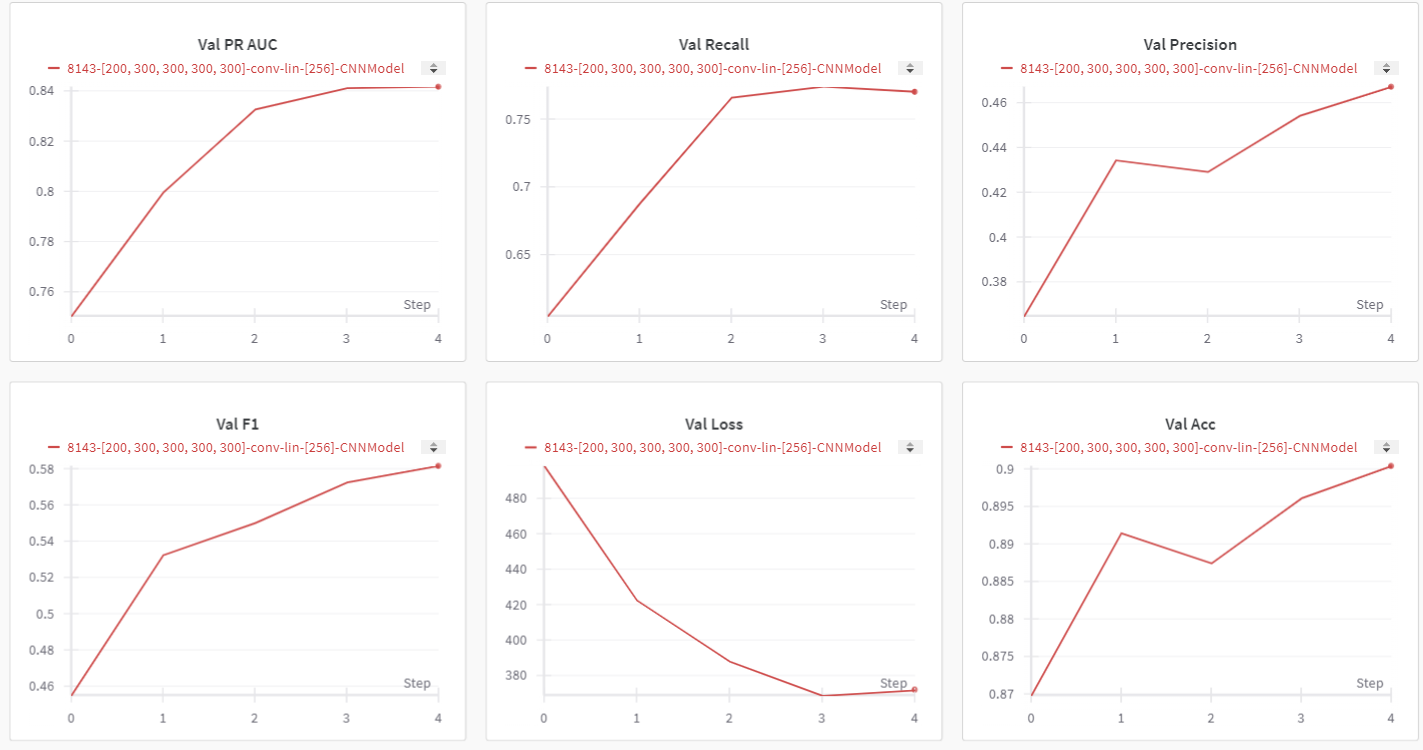 Val PR AUC
8143-[200, 300, 300, 300, 300]-conv-lin-[256]-CNNModel
0.84
0.82
0.8
0.78
0.76
Step
0 1 2 3 4
Val Recall
8143-[200, 300, 300, 300, 300]-conv-lin-[256]-CNNModel
0.75
0.7
0.65
Step
0 1 2 3 4
Val Precision
8143-[200, 300, 300, 300, 300]-conv-lin-[256]-CNNModel
0.46
0.44
0.42
0.4
0.38
Step
0 1 2 3 4
Val F1
8143-[200, 300, 300, 300, 300]-conv-lin-[256]-CNNModel
0.58
0.56
0.54
0.52
0.5
0.48
0.46
Step
0 1 2 3 4
Val Loss
8143-[200, 300, 300, 300, 300]-conv-lin-[256]-CNNModel
480
460
440
420
400
380
Step
0 1 2 3 4
Val Acc
8143-[200, 300, 300, 300, 300]-conv-lin-[256]-CNNModel
0.9
0.895
0.89
0.885
0.88
0.875
0.87
Step
0 1 2 3 4